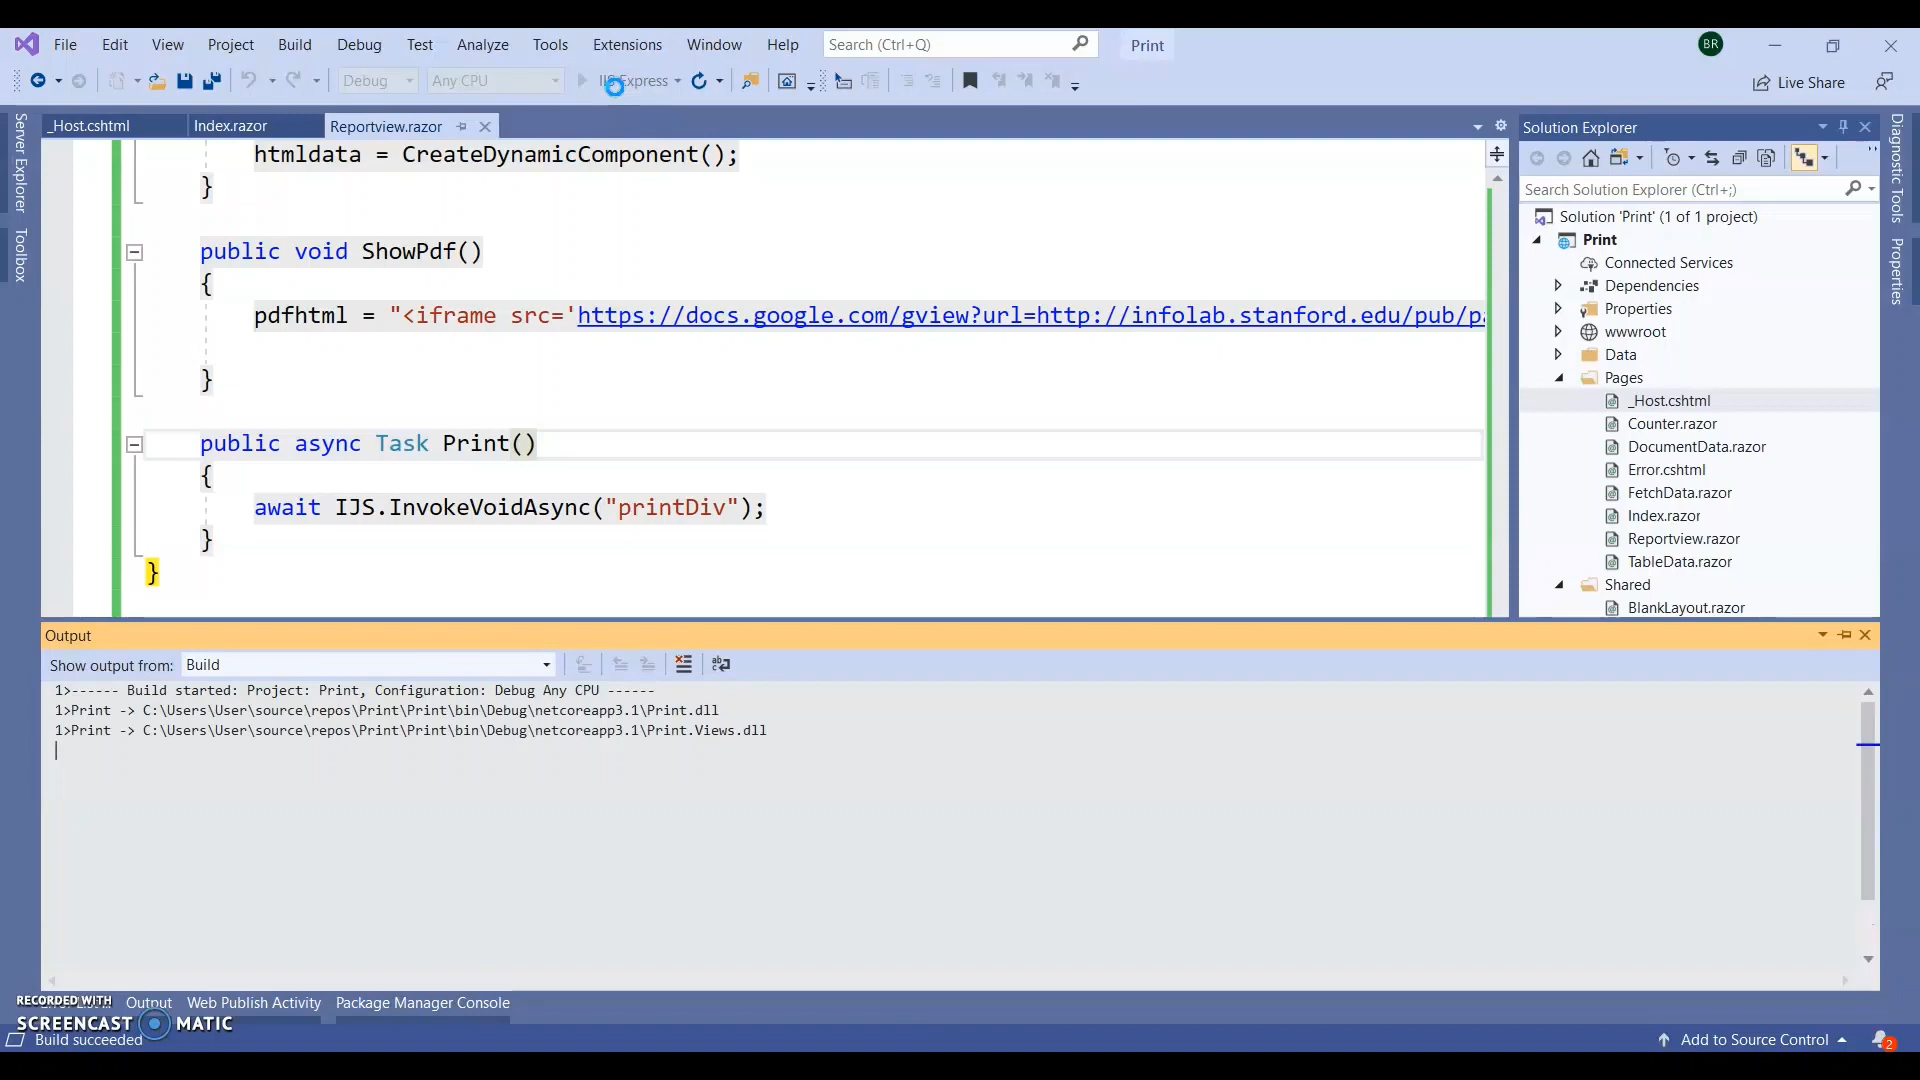 File Edit View Project Build Debug Test Analyze Tools Extensions Window Help Search (Ctrl+Q) Print BR
Debug Any CPU IIS Express Live Share
_Host.cshtml Index.razor Reportview.razor
Server Explorer
Toolbox
htmldata = CreateDynamicComponent();
}
public void ShowPdf()
{
pdfhtml = "<iframe src='https://docs.google.com/gview?url=http://infolab.stanford.edu/pub/p
}
public async Task Print()
{
await IJS.InvokeVoidAsync("printDiv");
}
}
Solution Explorer
Search Solution Explorer (Ctrl+;)
Solution 'Print' (1 of 1 project)
Print
Connected Services
Dependencies
Properties
wwwroot
Data
Pages
_Host.cshtml
Counter.razor
DocumentData.razor
Error.cshtml
FetchData.razor
Index.razor
Reportview.razor
TableData.razor
Shared
BlankLayout.razor
Diagnostic Tools
Properties
Output
Show output from: Build
1>------ Build started: Project: Print, Configuration: Debug Any CPU ------
1>Print -> C:\Users\User\source\repos\Print\Print\bin\Debug\netcoreapp3.1\Print.dll
1>Print -> C:\Users\User\source\repos\Print\Print\bin\Debug\netcoreapp3.1\Print.Views.dll
RECORDED WITH
SCREENCAST MATIC
Output Web Publish Activity Package Manager Console
Build succeeded
Add to Source Control 2